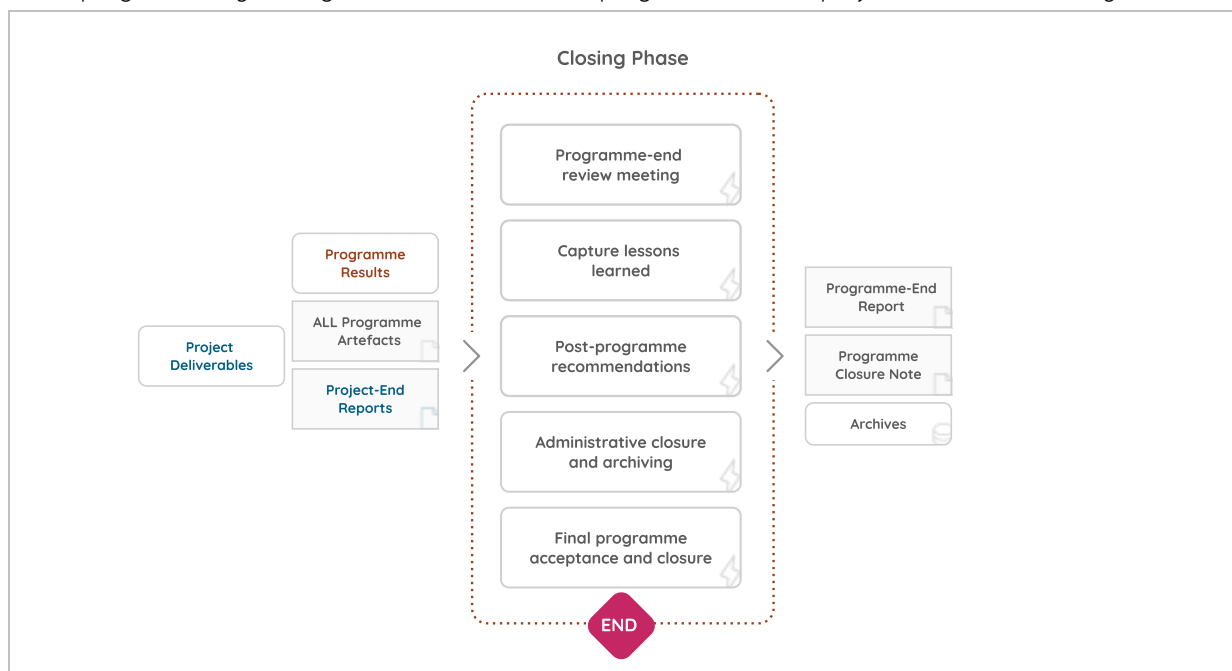 Closing Phase
Programme-end
review meeting
Capture lessons
learned
Post-programme
recommendations
Administrative closure
and archiving
Final programme
acceptance and closure
END
Project
Deliverables
Programme
Results
ALL Programme
Artefacts
Project-End
Reports
Programme-End
Report
Programme
Closure Note
Archives